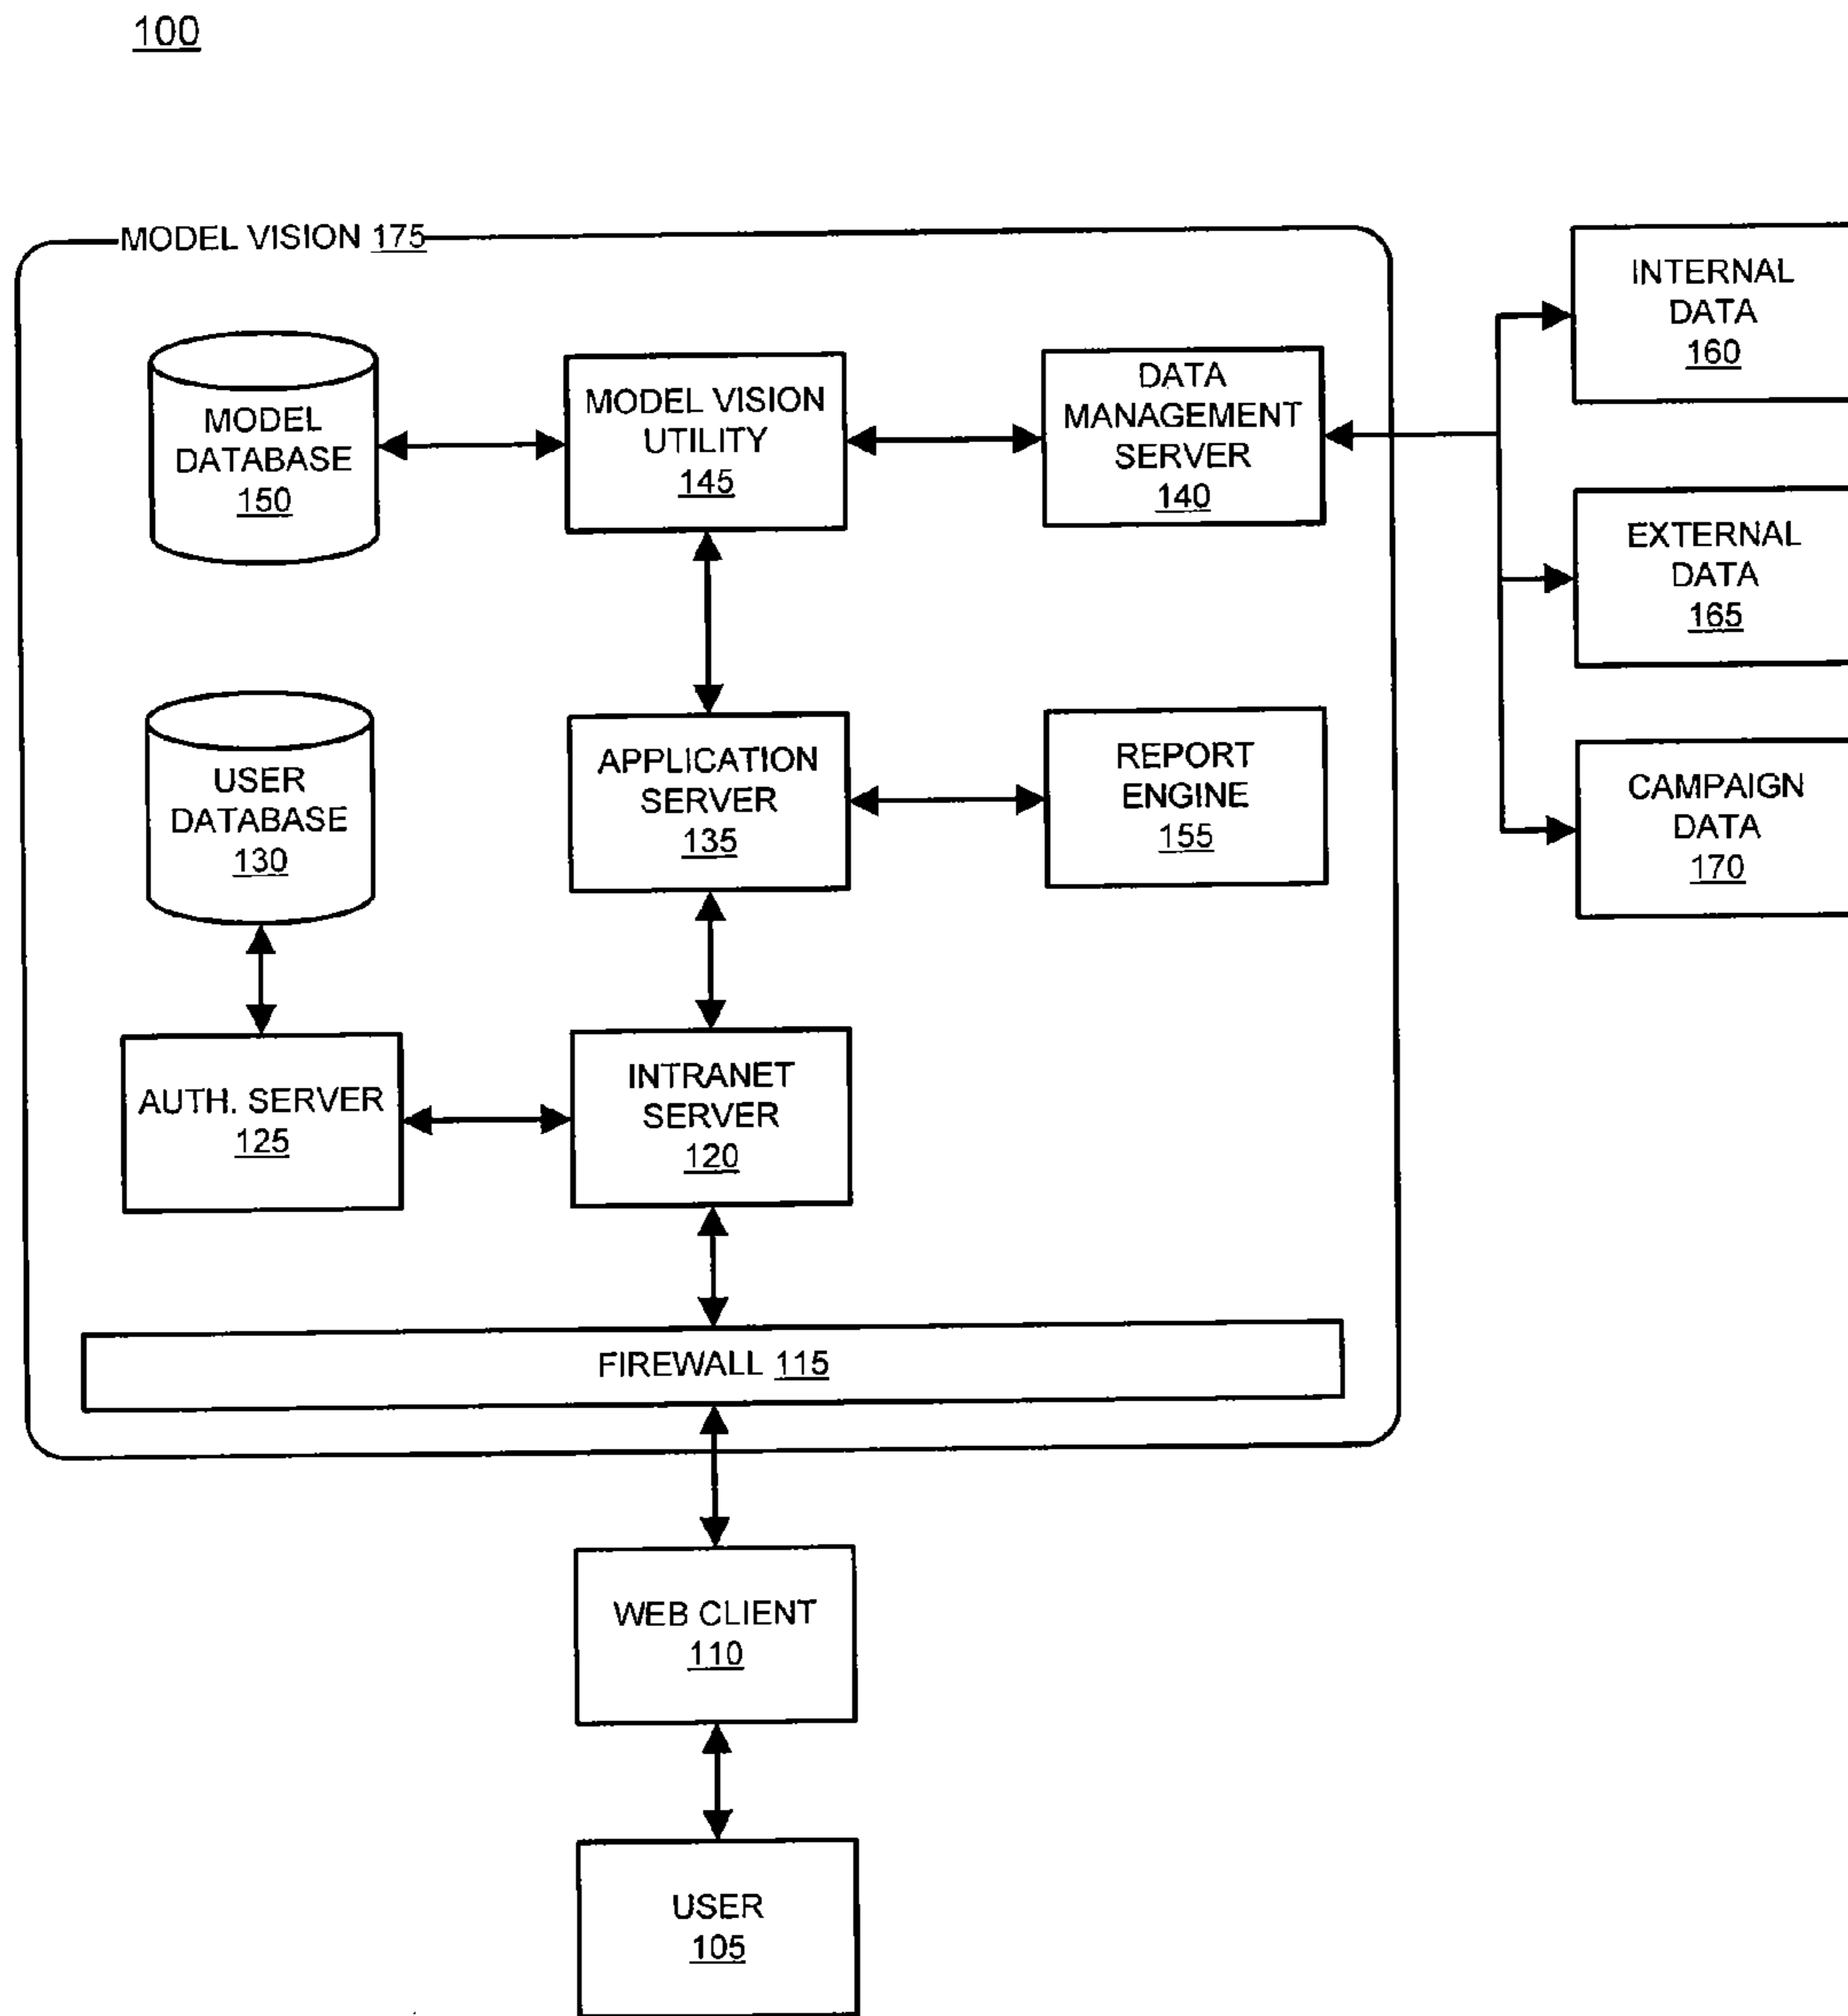 100
MODEL VISION 175
MODEL
DATABASE
150
MODEL VISION
UTILITY
145
DATA
MANAGEMENT
SERVER
140
INTERNAL
DATA
160
EXTERNAL
DATA
165
USER
DATABASE
130
APPLICATION
SERVER
135
REPORT
ENGINE
155
CAMPAIGN
DATA
170
AUTH. SERVER
125
INTRANET
SERVER
120
FIREWALL 115
WEB CLIENT
110
USER
105